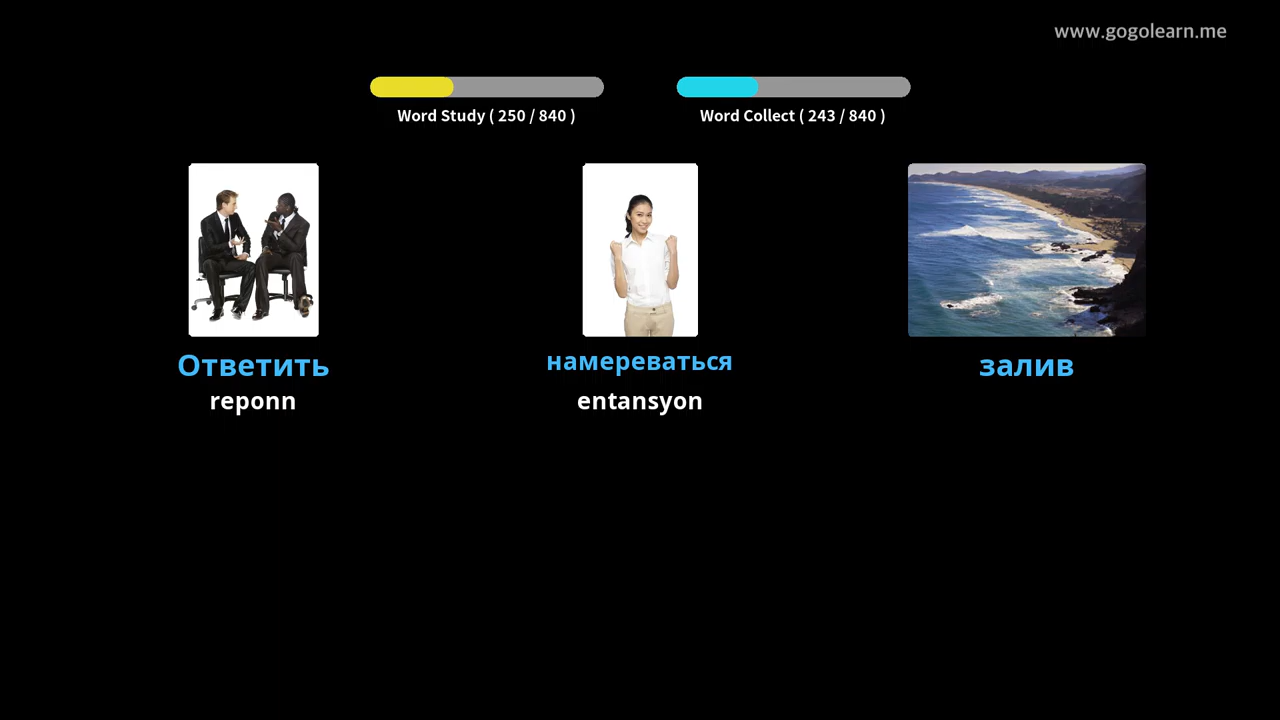 www.gogolearn.me
Word Study ( 250 / 840 )
Word Collect ( 243 / 840 )
Ответить
reponn
намереваться
entansyon
залив